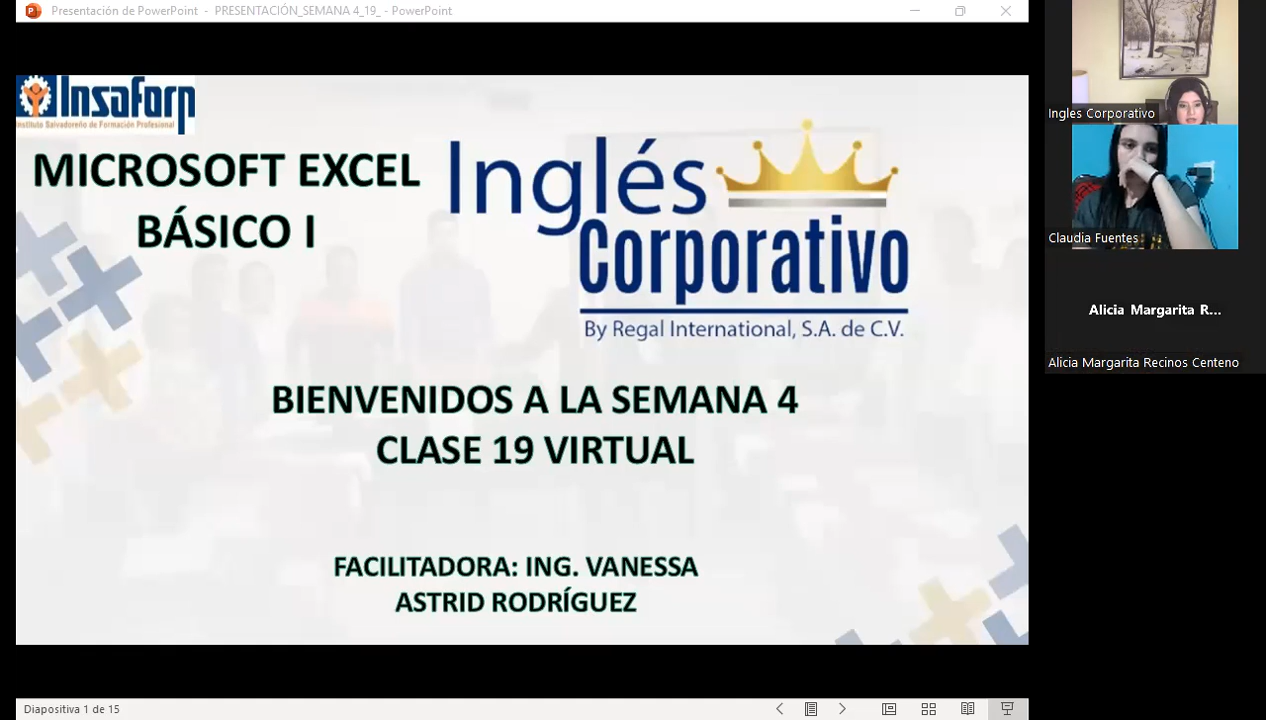 Presentación de PowerPoint - PRESENTACIÓN_SEMANA 4_19_ - PowerPoint
Insaforp
Instituto Salvadoreño de Formación Profesional
MICROSOFT EXCEL
BÁSICO I
Inglés
Corporativo
By Regal International, S.A. de C.V.
BIENVENIDOS A LA SEMANA 4
CLASE 19 VIRTUAL
FACILITADORA: ING. VANESSA
ASTRID RODRÍGUEZ
Diapositiva 1 de 15
Ingles Corporativo
Claudia Fuentes
Alicia Margarita R...
Alicia Margarita Recinos Centeno